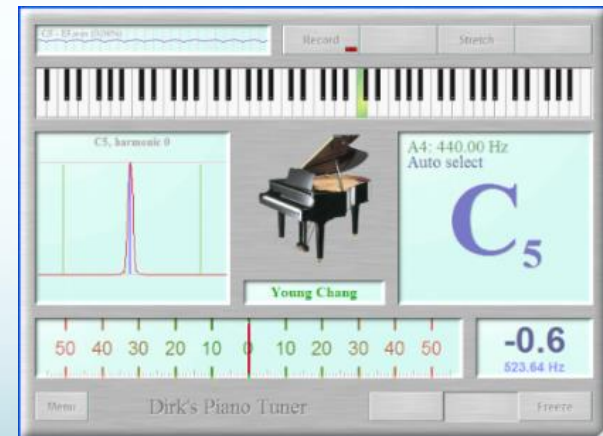 Record
Stretch
C5, harmonic 0
A4: 440.00 Hz
Auto select
C5
Young Chang
50 40 30 20 10 0 10 20 30 40 50
-0.6
523.64 Hz
Menu
Dirk's Piano Tuner
Freeze